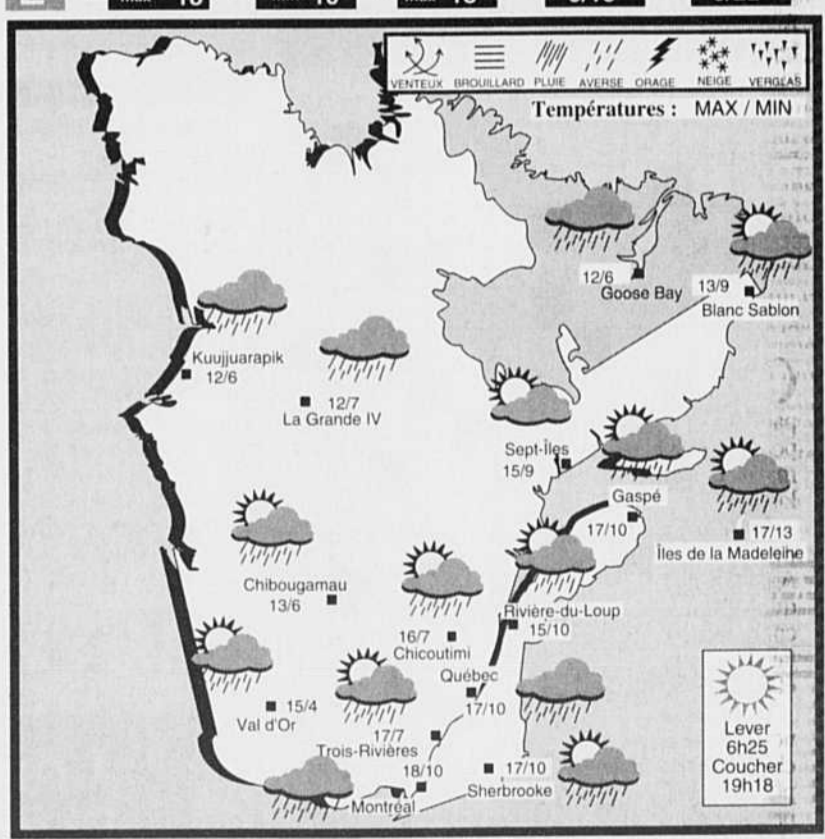 VENTEUX BROUILLARD PLUIE AVERSE ORAGE NEIGE VERGLAS
Températures : MAX / MIN
12/6
Goose Bay
13/9
Blanc Sablon
Kuujjuarapik
12/6
12/7
La Grande IV
Sept-Îles
15/9
Gaspé
17/10
17/13
Îles de la Madeleine
Chibougamau
13/6
Rivière-du-Loup
15/10
16/7
Chicoutimi
Québec
17/10
15/4
Val d'Or
17/7
Trois-Rivières
18/10
Montréal
17/10
Sherbrooke
Lever
6h25
Coucher
19h18